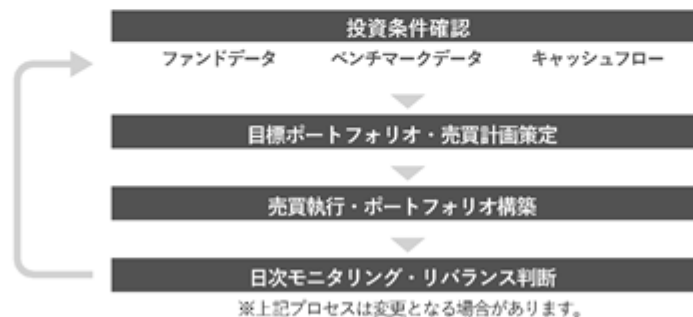 投資条件確認
ファンドデータ ベンチマークデータ キャッシュフロー
目標ポートフォリオ・売買計画策定
売買執行・ポートフォリオ構築
日次モニタリング・リバランス判断
※上記プロセスは変更となる場合があります。